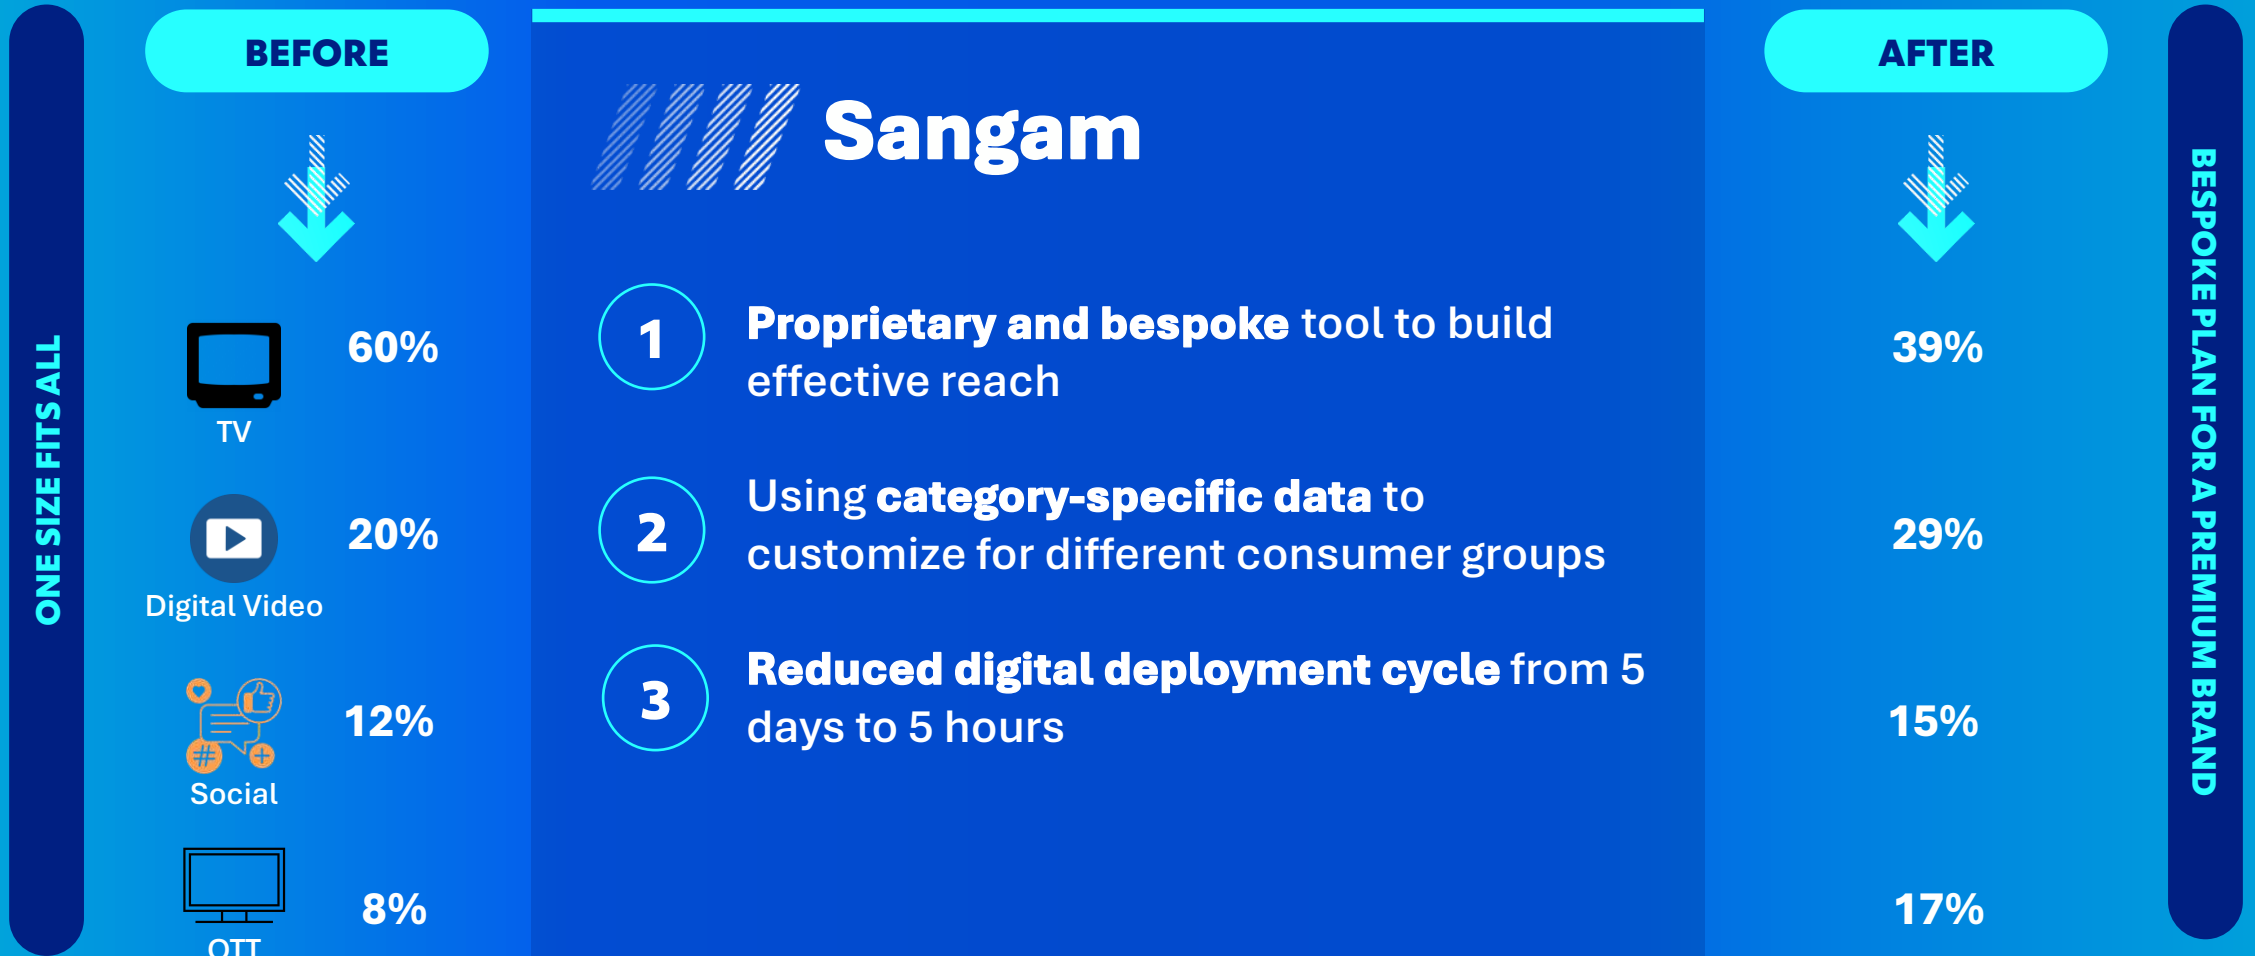 ONE SIZE FITS ALL
BEFORE
60%
TV
20%
Digital Video
12%
#
Social
8%
OTT
Sangam
1
Proprietary and bespoke tool to build
effective reach
2
Using category-specific data to
customize for different consumer groups
3
Reduced digital deployment cycle from 5
days to 5 hours
AFTER
39%
29%
15%
17%
BESPOKE PLAN FOR A PREMIUM BRAND